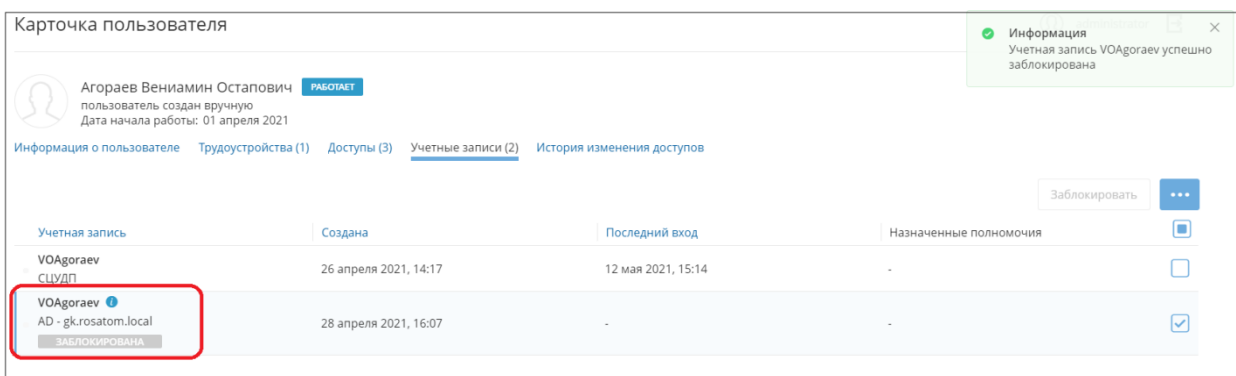 Карточка пользователя
Информация
Учетная запись VOAgoraev успешно
заблокирована
Агораев Вениамин Остапович РАБОТАЕТ
пользователь создан вручную
Дата начала работы: 01 апреля 2021
Информация о пользователе Трудоустройства (1) Доступы (3) Учетные записи (2) История изменения доступов
Заблокировать
Учетная запись Создана Последний вход Назначенные полномочия
VOAgoraev
СЦУДП
26 апреля 2021, 14:17 12 мая 2021, 15:14 -
VOAgoraev
AD - gk.rosatom.local
ЗАБЛОКИРОВАНА
28 апреля 2021, 16:07 - -